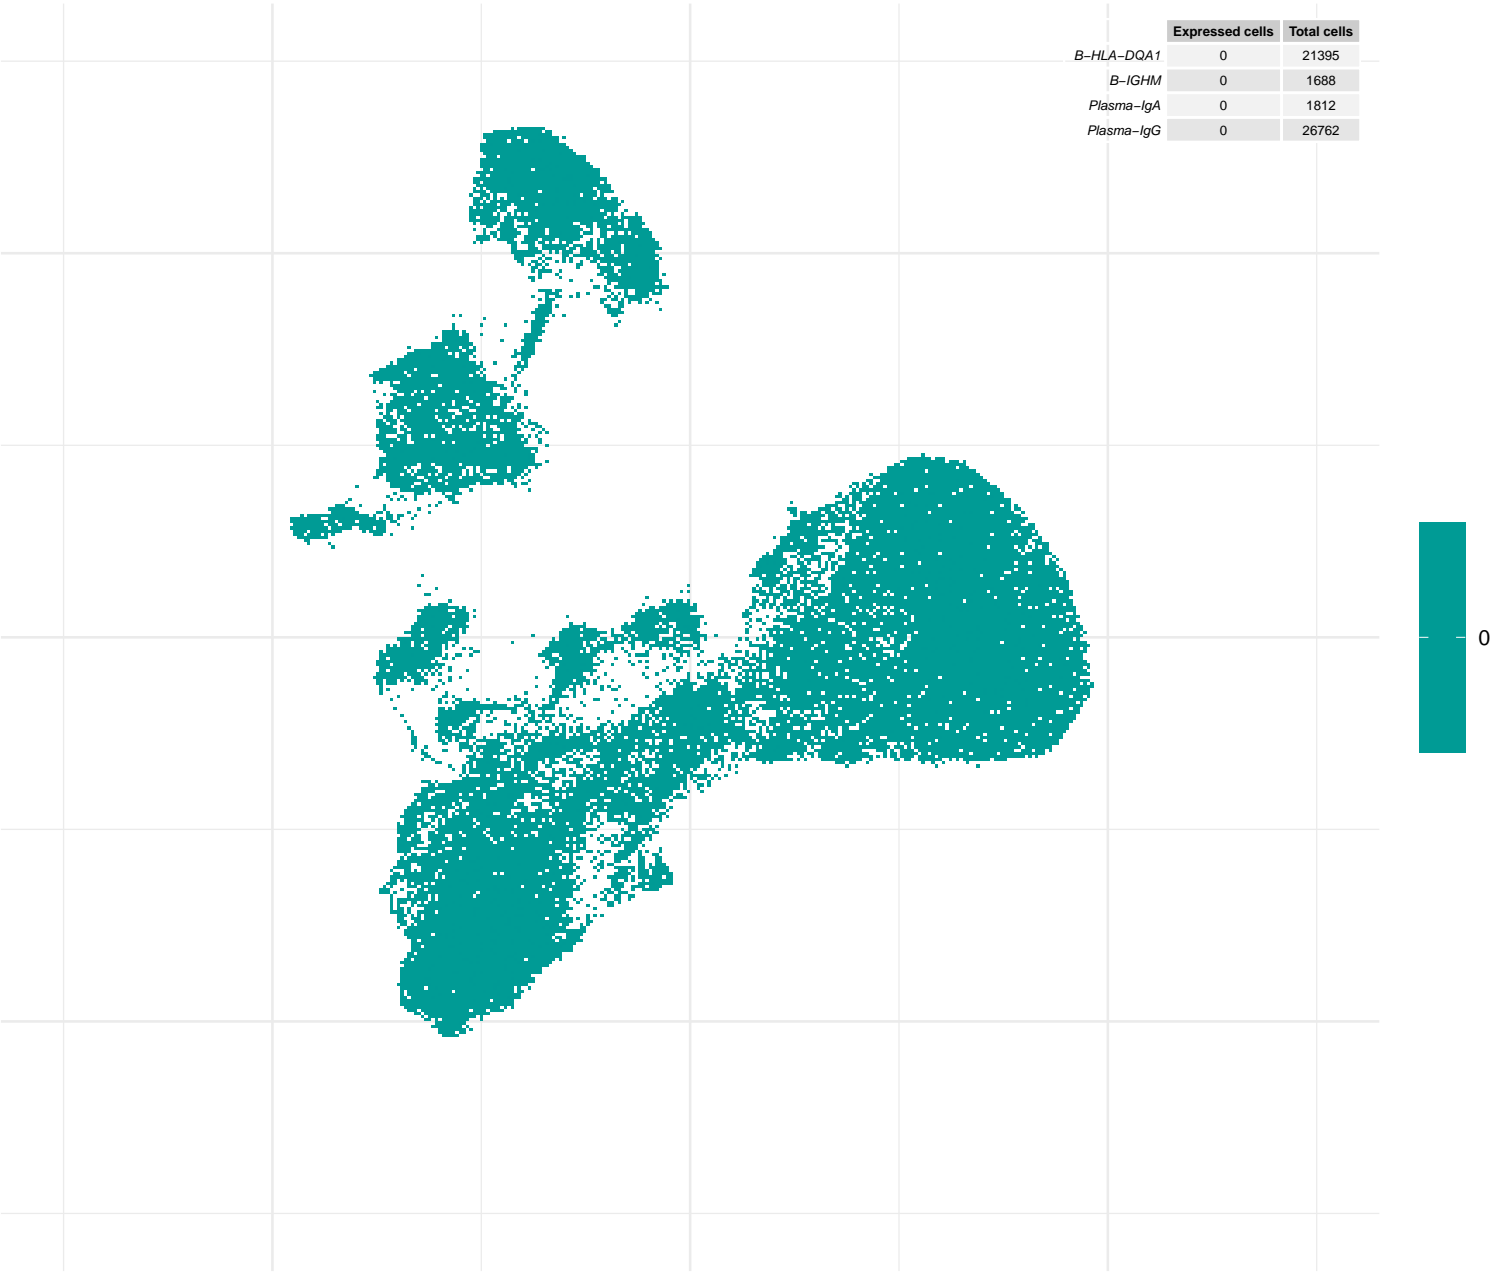 Expressed cells Total cells
B−HLA−DQA1 0 21395
B−IGHM 0 1688
Plasma−IgA 0 1812
Plasma−IgG 0 26762
0